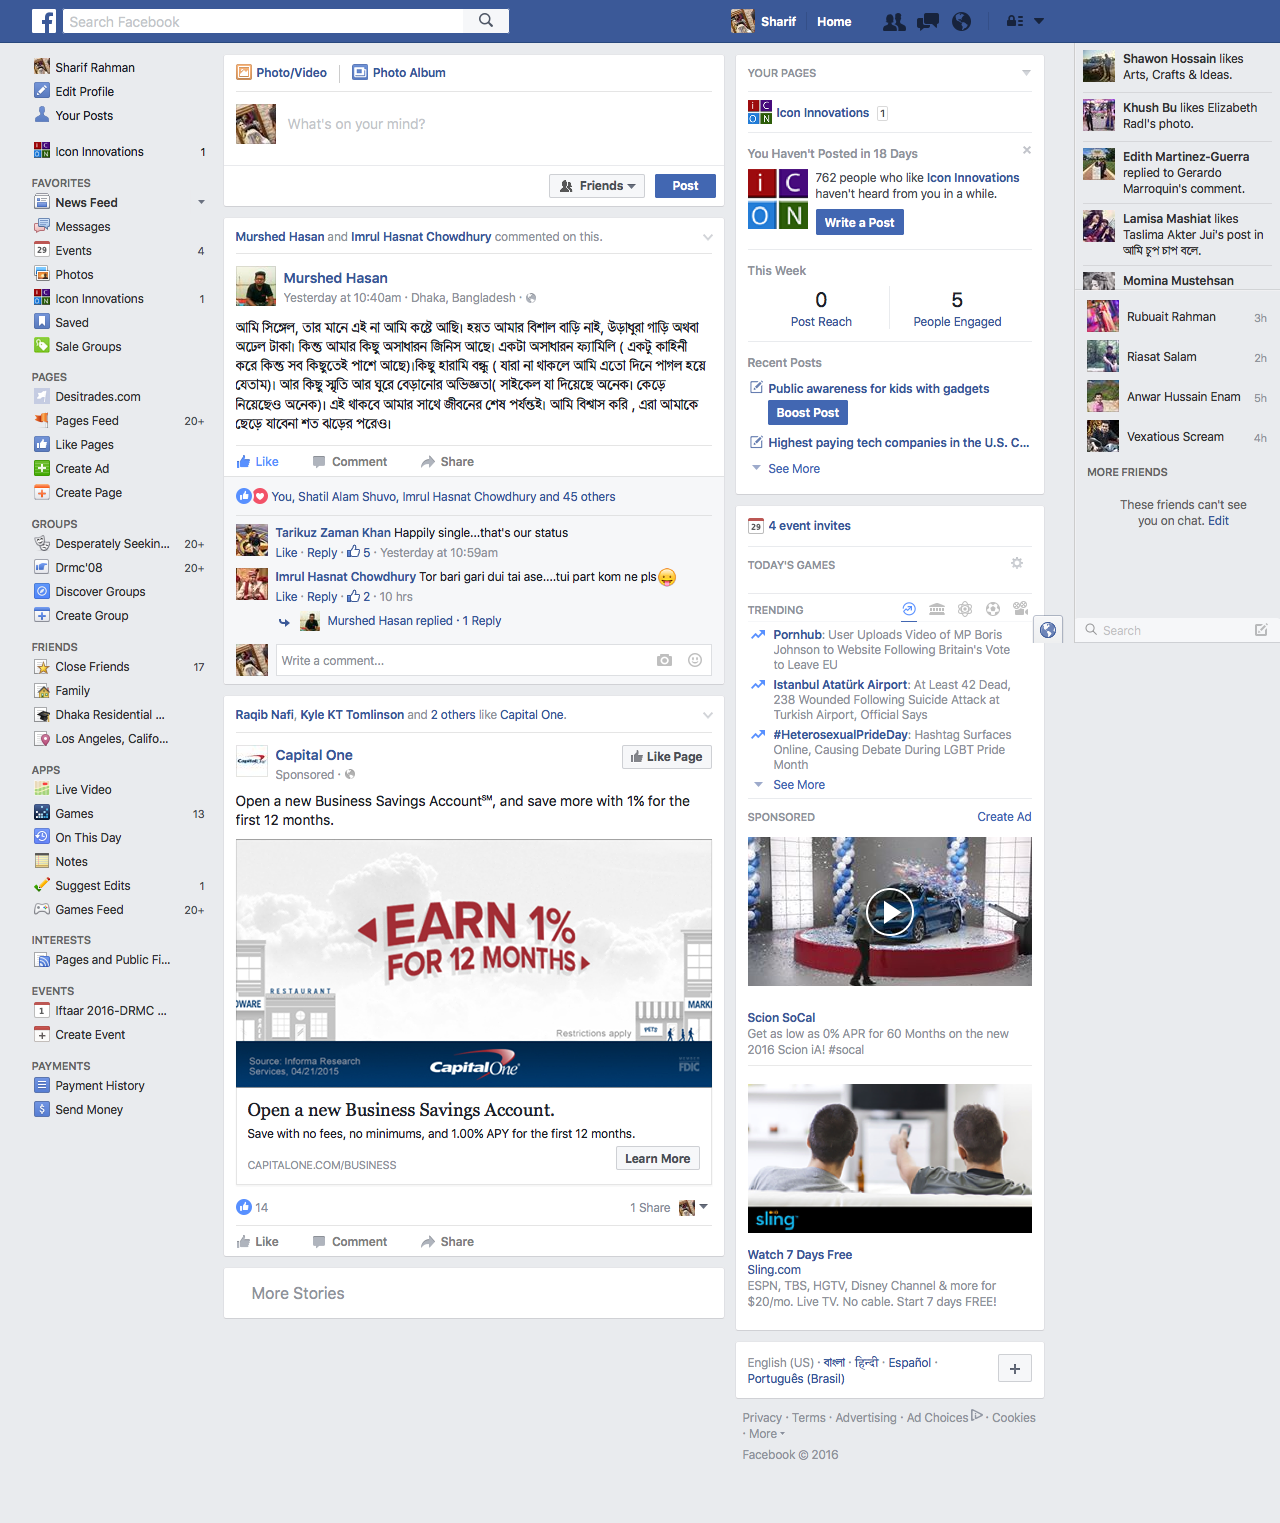 Search Facebook
Sharif
Home
Sharif Rahman
Edit Profile
Your Posts
Icon Innovations 1
FAVORITES
News Feed
Messages
Events 4
Photos
Icon Innovations 1
Saved
Sale Groups
PAGES
Desitrades.com
Pages Feed 20+
Like Pages
Create Ad
Create Page
GROUPS
Desperately Seekin... 20+
Drmc'08 20+
Discover Groups
Create Group
FRIENDS
Close Friends 17
Family
Dhaka Residential ...
Los Angeles, Califo...
APPS
Live Video
Games 13
On This Day
Notes
Suggest Edits 1
Games Feed 20+
INTERESTS
Pages and Public Fi...
EVENTS
Iftaar 2016-DRMC ...
Create Event
PAYMENTS
Payment History
Send Money
Photo/Video
Photo Album
What's on your mind?
Friends
Post
Murshed Hasan and Imrul Hasnat Chowdhury commented on this.
Murshed Hasan
Yesterday at 10:40am · Dhaka, Bangladesh ·
আমি সিঙ্গেল, তার মানে এই না আমি কষ্টে আছি। হয়ত আমার বিশাল বাড়ি নাই, উড়াধুরা গাড়ি অথবা
অঢেল টাকা। কিন্তু আমার কিছু অসাধারন জিনিস আছে। একটা অসাধারন ফ্যামিলি ( একটু কাহিনী
করে কিন্তু সব কিছুতেই পাশে আছে)।কিছু হারামি বন্ধু ( যারা না থাকলে আমি এতো দিনে পাগল হয়ে
যেতাম)। আর কিছু স্মৃতি আর ঘুরে বেড়ানোর অভিজ্ঞতা( সাইকেল যা দিয়েছে অনেক। কেড়ে
নিয়েছেও অনেক)। এই থাকবে আমার সাথে জীবনের শেষ পর্যন্তই। আমি বিশ্বাস করি , এরা আমাকে
ছেড়ে যাবেনা শত ঝড়ের পরেও।
Like Comment Share
You, Shatil Alam Shuvo, Imrul Hasnat Chowdhury and 45 others
Tarikuz Zaman Khan Happily single...that's our status
Like · Reply · 5 · Yesterday at 10:59am
Imrul Hasnat Chowdhury Tor bari gari dui tai ase....tui part kom ne pls
Like · Reply · 2 · 10 hrs
Murshed Hasan replied · 1 Reply
Write a comment...
Raqib Nafi, Kyle KT Tomlinson and 2 others like Capital One.
Capital One
Sponsored ·
Like Page
Open a new Business Savings Account℠, and save more with 1% for the
first 12 months.
EARN 1%
FOR 12 MONTHS
RESTAURANT
DWARE
MARK
PETS
Restrictions apply
Source: Informa Research
Services, 04/21/2015
Capital One
MEMBER
FDIC
Open a new Business Savings Account.
Save with no fees, no minimums, and 1.00% APY for the first 12 months.
CAPITALONE.COM/BUSINESS
Learn More
14
1 Share
Like Comment Share
More Stories
YOUR PAGES
iCON
Icon Innovations 1
You Haven't Posted in 18 Days
iCON
762 people who like Icon Innovations
haven't heard from you in a while.
Write a Post
This Week
0 5
Post Reach People Engaged
Recent Posts
Public awareness for kids with gadgets
Boost Post
Highest paying tech companies in the U.S. C...
See More
29
4 event invites
TODAY'S GAMES
TRENDING
Pornhub: User Uploads Video of MP Boris
Johnson to Website Following Britain's Vote
to Leave EU
Istanbul Atatürk Airport: At Least 42 Dead,
238 Wounded Following Suicide Attack at
Turkish Airport, Official Says
#HeterosexualPrideDay: Hashtag Surfaces
Online, Causing Debate During LGBT Pride
Month
See More
SPONSORED
Create Ad
Scion SoCal
Get as low as 0% APR for 60 Months on the new
2016 Scion iA! #socal
sling
Watch 7 Days Free
Sling.com
ESPN, TBS, HGTV, Disney Channel & more for
$20/mo. Live TV. No cable. Start 7 days FREE!
English (US) · বাংলা · हिन्दी · Español ·
Português (Brasil)
Privacy · Terms · Advertising · Ad Choices · Cookies
· More
Facebook © 2016
Shawon Hossain likes
Arts, Crafts & Ideas.
Khush Bu likes Elizabeth
Radl's photo.
Edith Martinez-Guerra
replied to Gerardo
Marroquin's comment.
Lamisa Mashiat likes
Taslima Akter Jui's post in
আমি চুপ চাপ বলে.
Momina Mustehsan
Rubuait Rahman 3h
Riasat Salam 2h
Anwar Hussain Enam 5h
Vexatious Scream 4h
MORE FRIENDS
These friends can't see
you on chat. Edit
Search